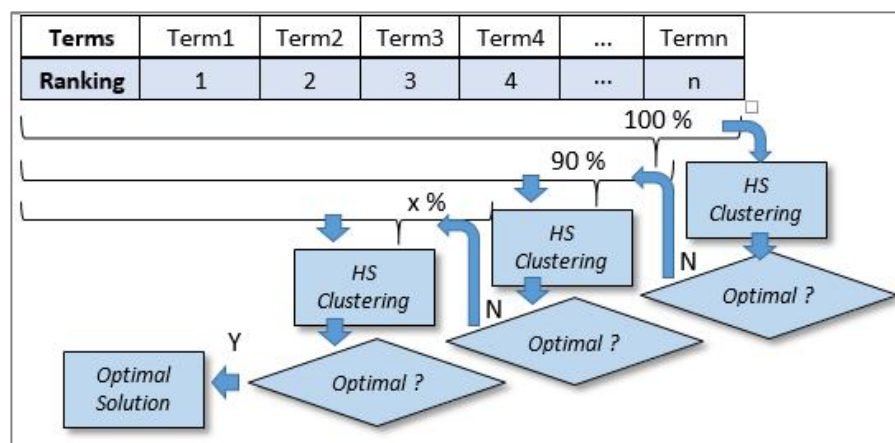 Terms Term1 Term2 Term3 Term4 ... Termn
Ranking 1 2 3 4 ... n
100 %
90 %
x %
HS
Clustering
HS
Clustering
HS
Clustering
N
Optimal ?
N
Optimal ?
Y
Optimal ?
Optimal
Solution